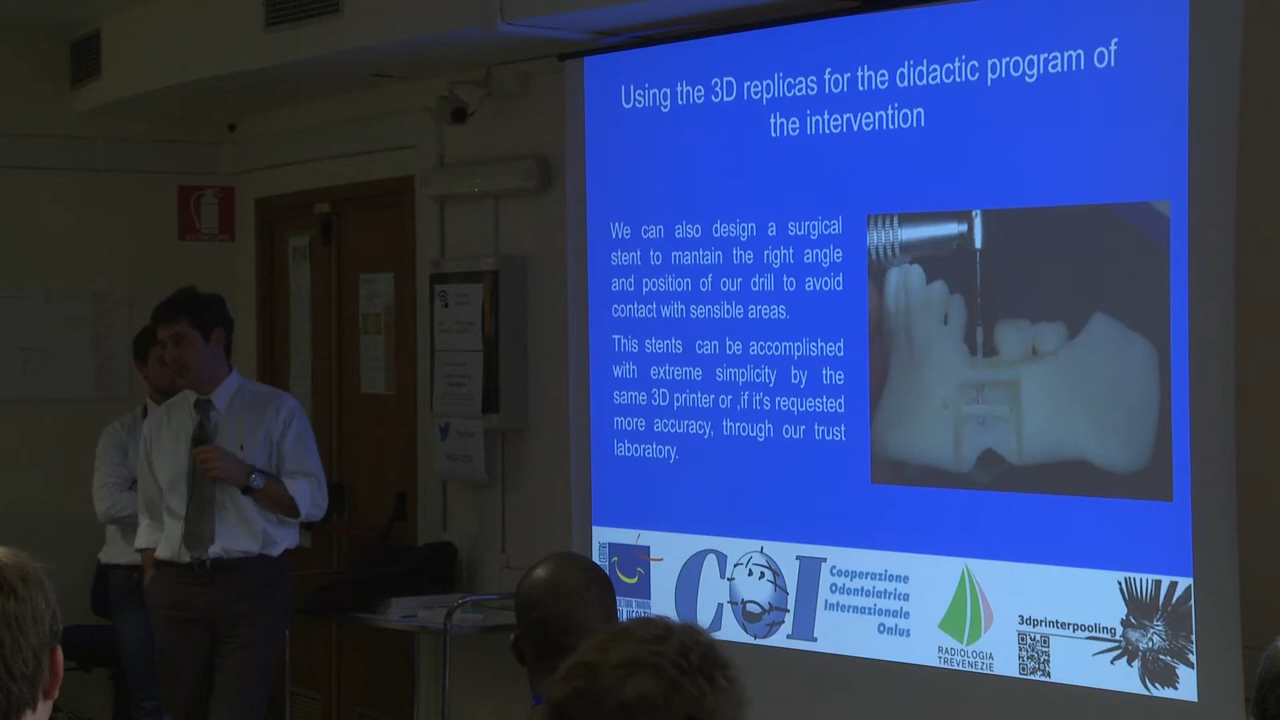 Using the 3D replicas for the didactic program of
the intervention
We can also design a surgical
stent to mantain the right angle
and position of our drill to avoid
contact with sensible areas.
This stents can be accomplished
with extreme simplicity by the
same 3D printer or ,if it's requested
more accuracy, through our trust
laboratory.
COI
Cooperazione
Odontoiatrica
Internazionale
Onlus
RADIOLOGIA
TREVENEZIE
3dprinterpooling